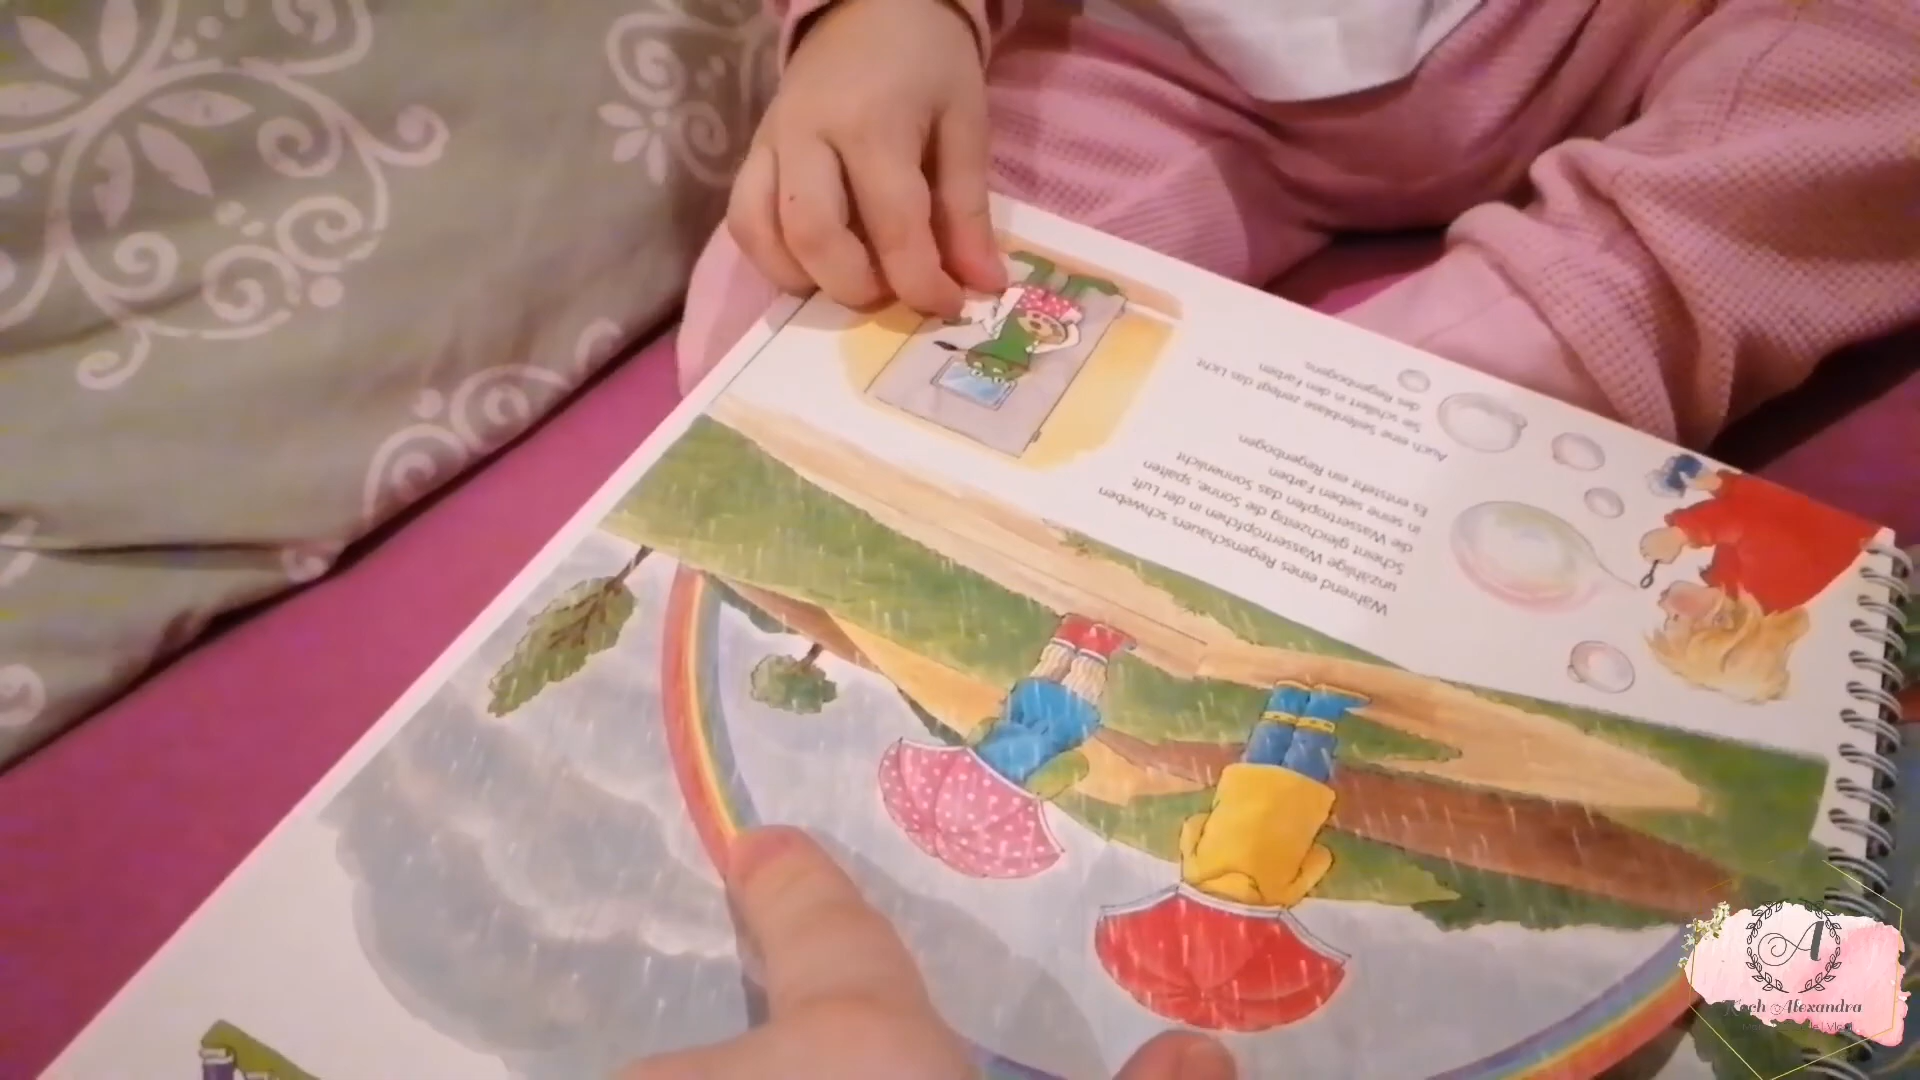 Während eines Regenschauers schweben
unzählige Wassertröpfchen in der Luft.
Scheint gleichzeitig die Sonne, spalten
die Wassertropfen das Sonnenlicht
in seine sieben Farben.
Es entsteht ein Regenbogen.
Auch eine Seifenblase zerlegt das Licht.
Sie schillert in den Farben
des Regenbogens.
A
Koch Alexandra